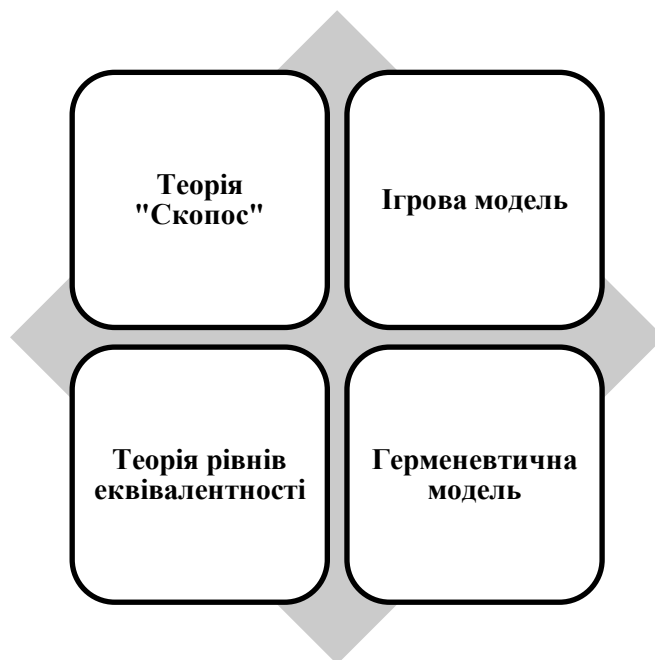 Теорія
"Скопос"
Ігрова модель
Теорія рівнів
еквівалентності
Герменевтична
модель